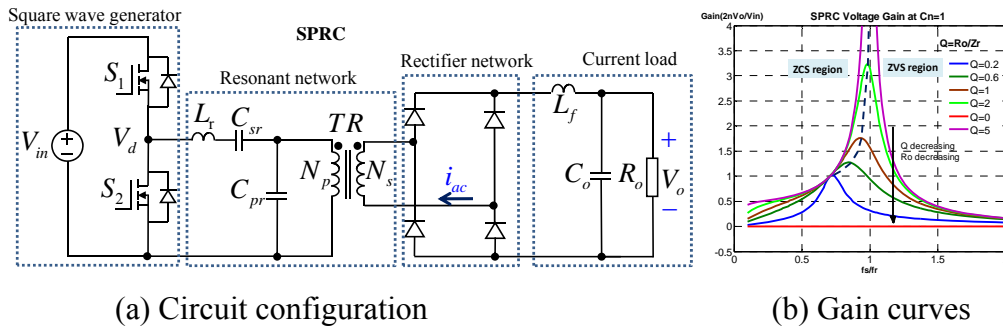 Square wave generator
SPRC
Resonant network
Rectifier network
Current load
S1
S2
Vin
Vd
Lr
Csr
Cpr
TR
Np
Ns
iac
Lf
Co
Ro
Vo
+
−
(a) Circuit configuration
Gain(2nVo/Vin)
SPRC Voltage Gain at Cn=1
4
3.5
3
2.5
2
1.5
1
0.5
0
-0.5
0
0.5
1
1.5
fs/fr
ZCS region
ZVS region
Q=Ro/Zr
Q=0.2
Q=0.6
Q=1
Q=2
Q=0
Q=5
Q decreasing
Ro decreasing
(b) Gain curves